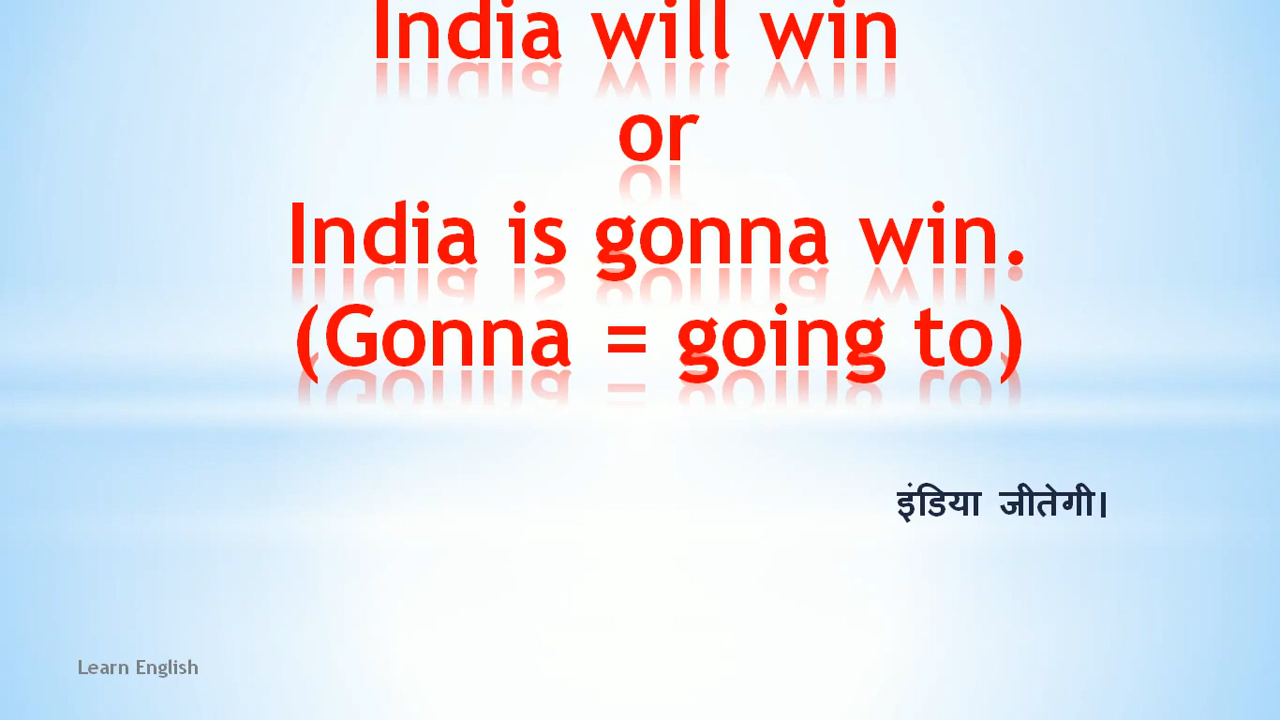 India will win
or
India is gonna win.
(Gonna = going to)
इंडिया जीतेगी।
Learn English